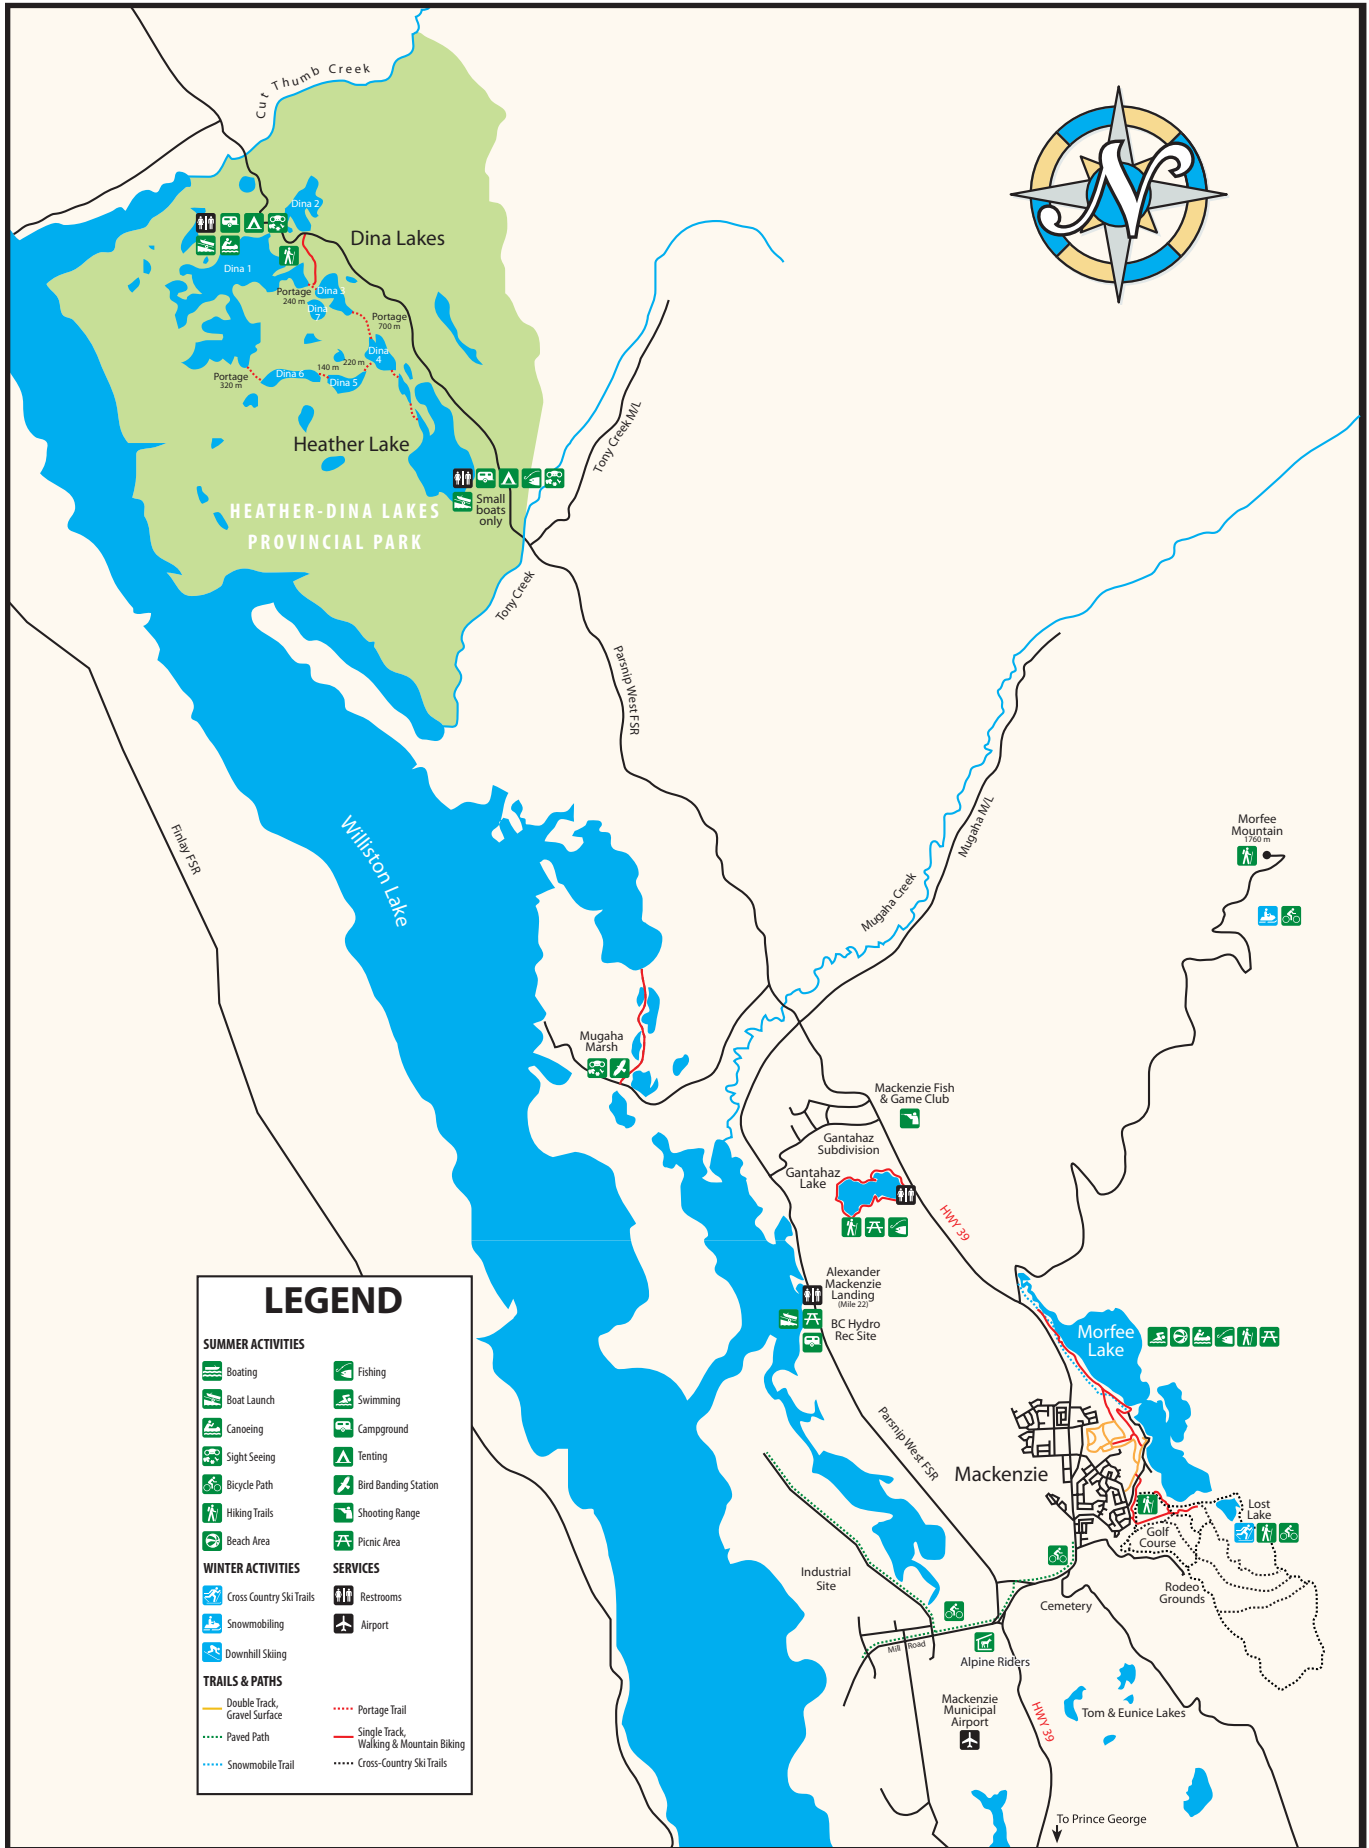 Cut Thumb Creek
N
Dina 2
Dina Lakes
Dina 1
Portage
240 m
Dina 3
Dina
7
Portage
700 m
Dina
4
220 m
140 m
Dina 6
Dina 5
Portage
320 m
Heather Lake
HEATHER-DINA LAKES
PROVINCIAL PARK
Small
boats
only
Tony Creek M/L
Tony Creek
Parsnip West FSR
Finlay FSR
Williston Lake
Mugaha M/L
Mugaha Creek
Morfee
Mountain
1760 m
Mugaha
Marsh
Mackenzie Fish
& Game Club
Gantahaz
Subdivision
Gantahaz
Lake
HWY 39
Alexander
Mackenzie
Landing
(Mile 22)
BC Hydro
Rec Site
Morfee
Lake
Parsnip West FSR
Mackenzie
Lost
Lake
Golf
Course
Rodeo
Grounds
Industrial
Site
Cemetery
Mill Road
Alpine Riders
Mackenzie
Municipal
Airport
HWY 39
Tom & Eunice Lakes
To Prince George
LEGEND
SUMMER ACTIVITIES
Boating
Boat Launch
Canoeing
Sight Seeing
Bicycle Path
Hiking Trails
Beach Area
Fishing
Swimming
Campground
Tenting
Bird Banding Station
Shooting Range
Picnic Area
WINTER ACTIVITIES
Cross Country Ski Trails
Snowmobiling
Downhill Skiing
SERVICES
Restrooms
Airport
TRAILS & PATHS
Double Track,
Gravel Surface
Paved Path
Snowmobile Trail
Portage Trail
Single Track,
Walking & Mountain Biking
Cross-Country Ski Trails